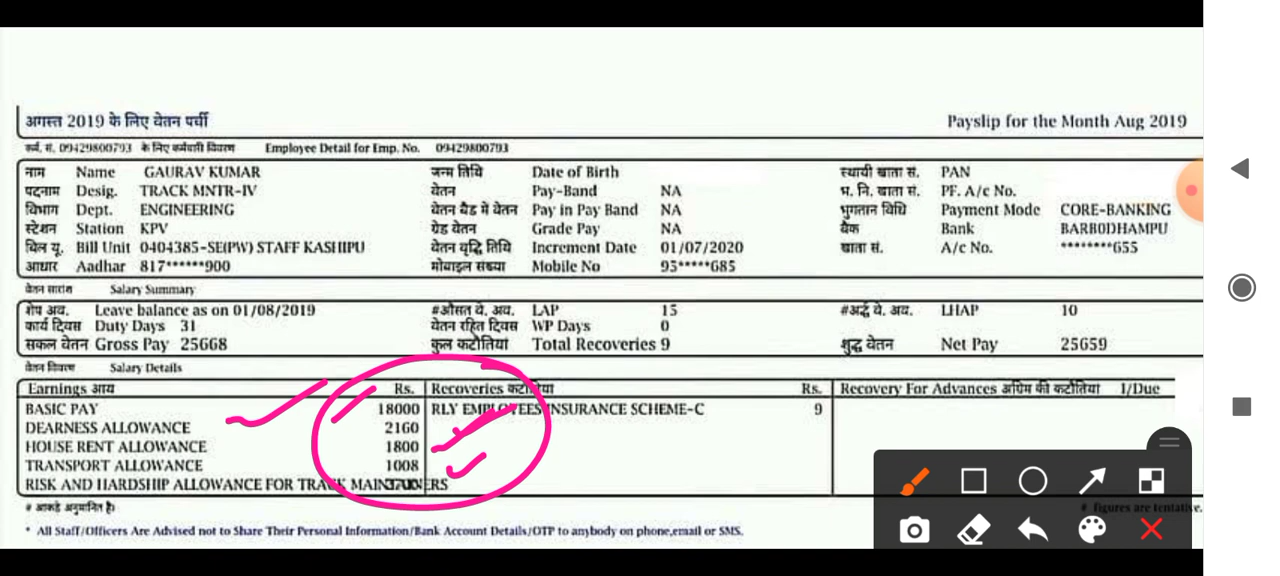 अगस्त 2019 के लिए वेतन पर्ची Payslip for the Month Aug 2019
कर्म. सं. 09429800793 के लिए कर्मचारी विवरण Employee Detail for Emp. No. 09429800793
नाम Name GAURAV KUMAR जन्म तिथि Date of Birth स्थायी खाता सं. PAN
पदनाम Desig. TRACK MNTR-IV वेतन Pay-Band NA भ. नि. खाता सं. PF. A/c No.
विभाग Dept. ENGINEERING वेतन बैड में वेतन Pay in Pay Band NA भुगतान विधि Payment Mode CORE-BANKING
स्टेशन Station KPV ग्रेड वेतन Grade Pay NA बैंक Bank BARB0DHAMPU
बिल यू. Bill Unit 0404385-SE(PW) STAFF KASHIPU वेतन वृद्धि तिथि Increment Date 01/07/2020 खाता सं. A/c No. ********655
आधार Aadhar 817******900 मोबाइल संख्या Mobile No 95*****685
वेतन सारांश Salary Summary
शेष अव. Leave balance as on 01/08/2019 #औसत वे. अव. LAP 15 #अर्द्ध वे. अव. LHAP 10
कार्य दिवस Duty Days 31 वेतन रहित दिवस WP Days 0
सकल वेतन Gross Pay 25668 कुल कटौतियां Total Recoveries 9 शुद्ध वेतन Net Pay 25659
वेतन विवरण Salary Details
Earnings आय Rs. Recoveries कटौतियां Rs. Recovery For Advances अग्रिम की कटौतियां I/Due
BASIC PAY 18000 RLY EMPLOYEES INSURANCE SCHEME-C 9
DEARNESS ALLOWANCE 2160
HOUSE RENT ALLOWANCE 1800
TRANSPORT ALLOWANCE 1008
RISK AND HARDSHIP ALLOWANCE FOR TRACK MAINTAINERS
# आकडे अनुमानित है। # figures are tentative.
* All Staff/Officers Are Advised not to Share Their Personal Information/Bank Account Details/OTP to anybody on phone,email or SMS.